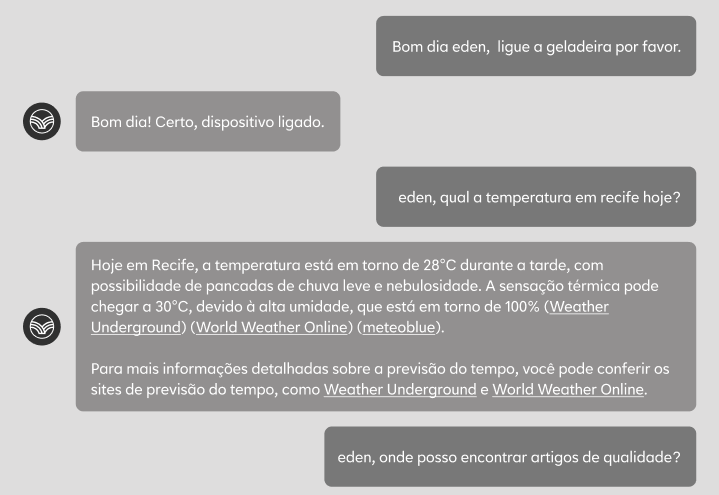 Bom dia eden,  ligue a geladeira por favor.
Bom dia! Certo, dispositivo ligado.
eden, qual a temperatura em recife hoje?
Hoje em Recife, a temperatura está em torno de 28°C durante a tarde, com
possibilidade de pancadas de chuva leve e nebulosidade. A sensação térmica pode
chegar a 30°C, devido à alta umidade, que está em torno de 100% (Weather
Underground) (World Weather Online) (meteoblue).
Para mais informações detalhadas sobre a previsão do tempo, você pode conferir os
sites de previsão do tempo, como Weather Underground e World Weather Online.
eden, onde posso encontrar artigos de qualidade?